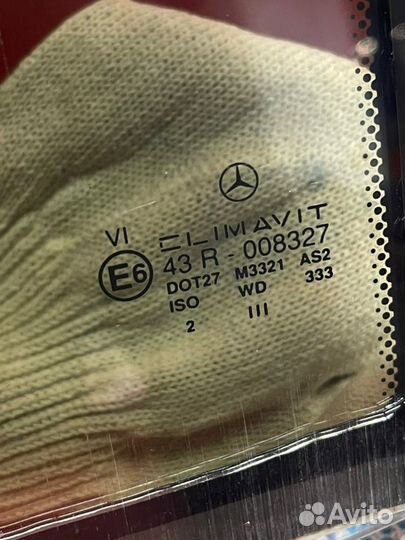 VI CLIMAVIT
E6 43 R - 008327
DOT27 M3321 AS2
ISO WD 333
2 III
Avito